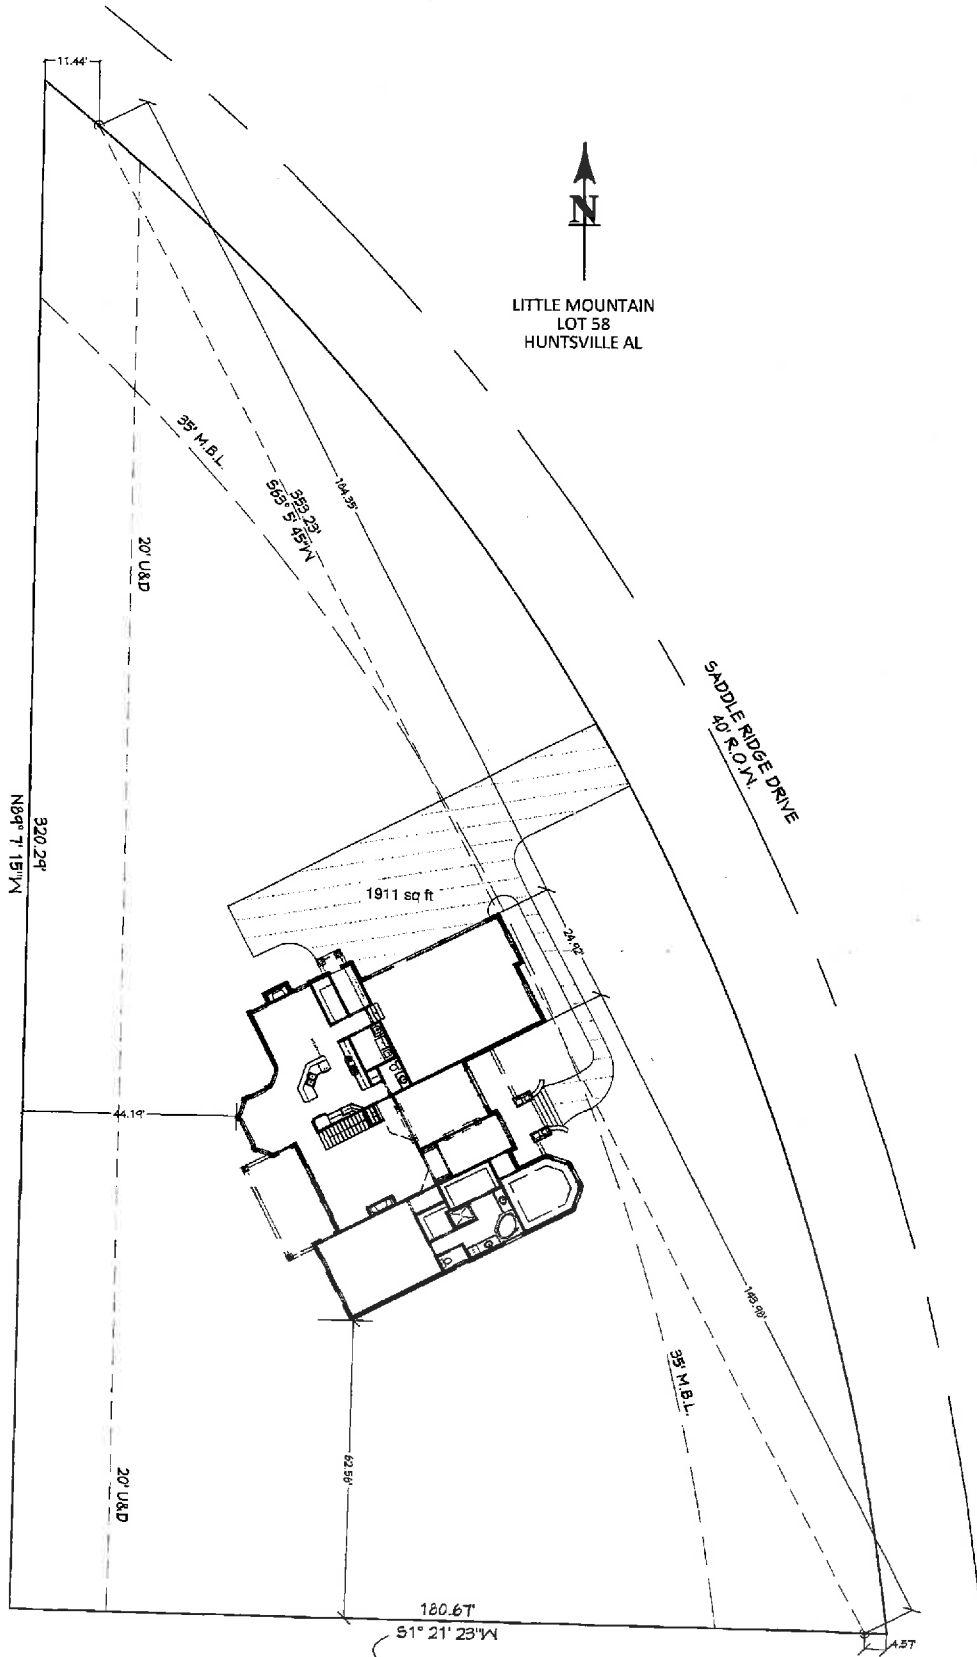 11.44'
N
LITTLE MOUNTAIN
LOT 58
HUNTSVILLE AL
35' M.B.L.
353.23'
S63° 5' 45"W
164.35'
20' U&D
SADDLE RIDGE DRIVE
40' R.O.W.
320.29'
N89° 7' 15"W
1911 sq ft
24.92'
44.19'
148.90'
35' M.B.L.
62.56'
20' U&D
180.67'
S1° 21' 23"W
4.57'